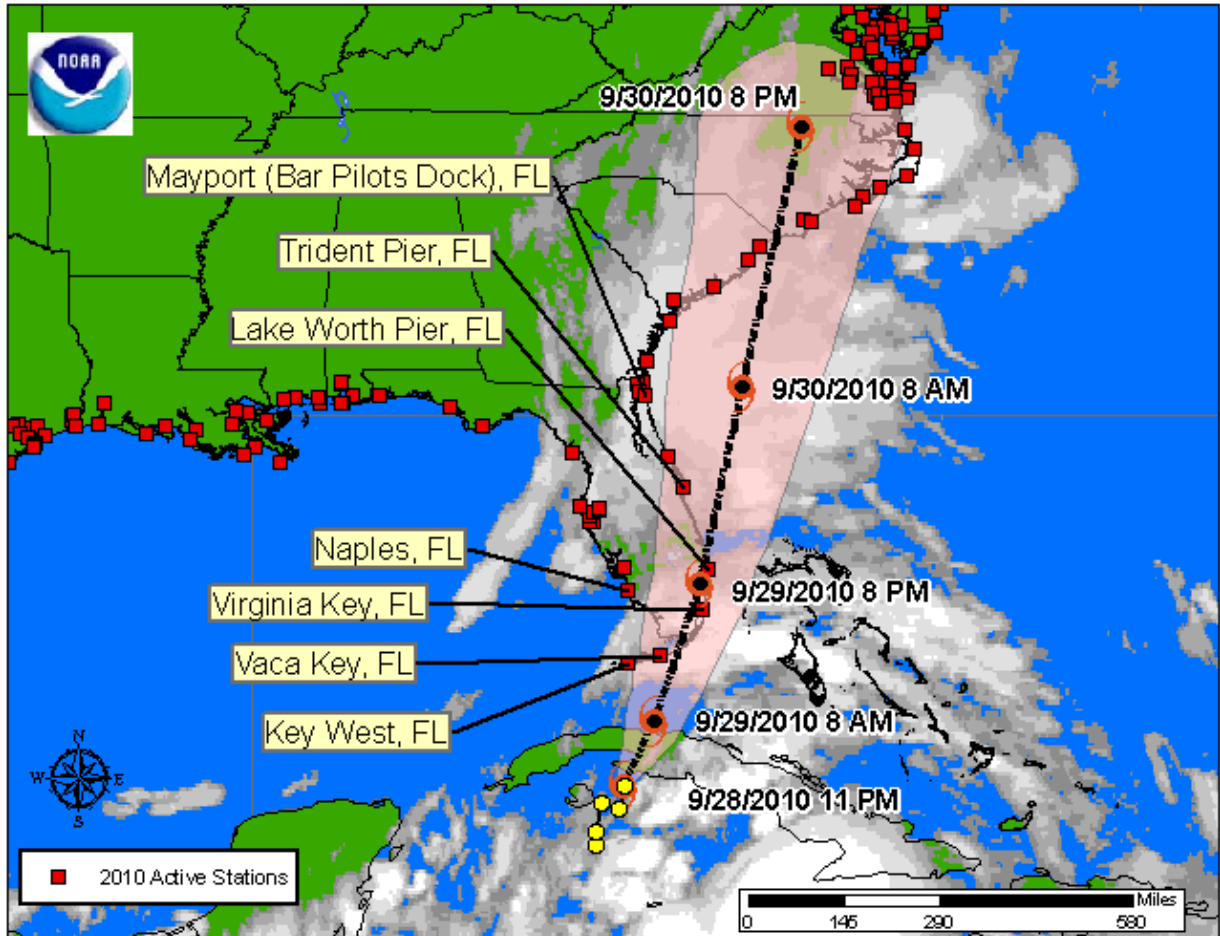 NOAA
9/30/2010 8 PM
Mayport (Bar Pilots Dock), FL
Trident Pier, FL
Lake Worth Pier, FL
9/30/2010 8 AM
Naples, FL
9/29/2010 8 PM
Virginia Key, FL
Vaca Key, FL
Key West, FL
9/29/2010 8 AM
N
W E
S
9/28/2010 11 PM
2010 Active Stations
Miles
0 145 290 580